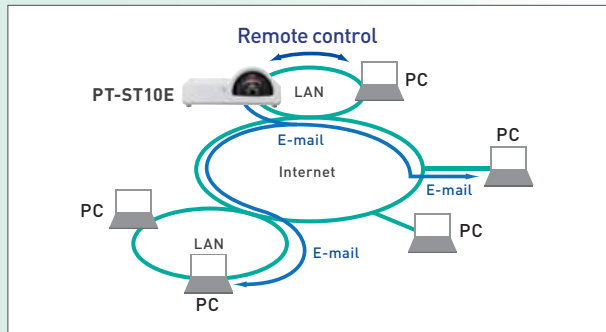 Remote control
PT-ST10E
LAN
PC
E-mail
Internet
PC
E-mail
PC
PC
LAN
E-mail
PC